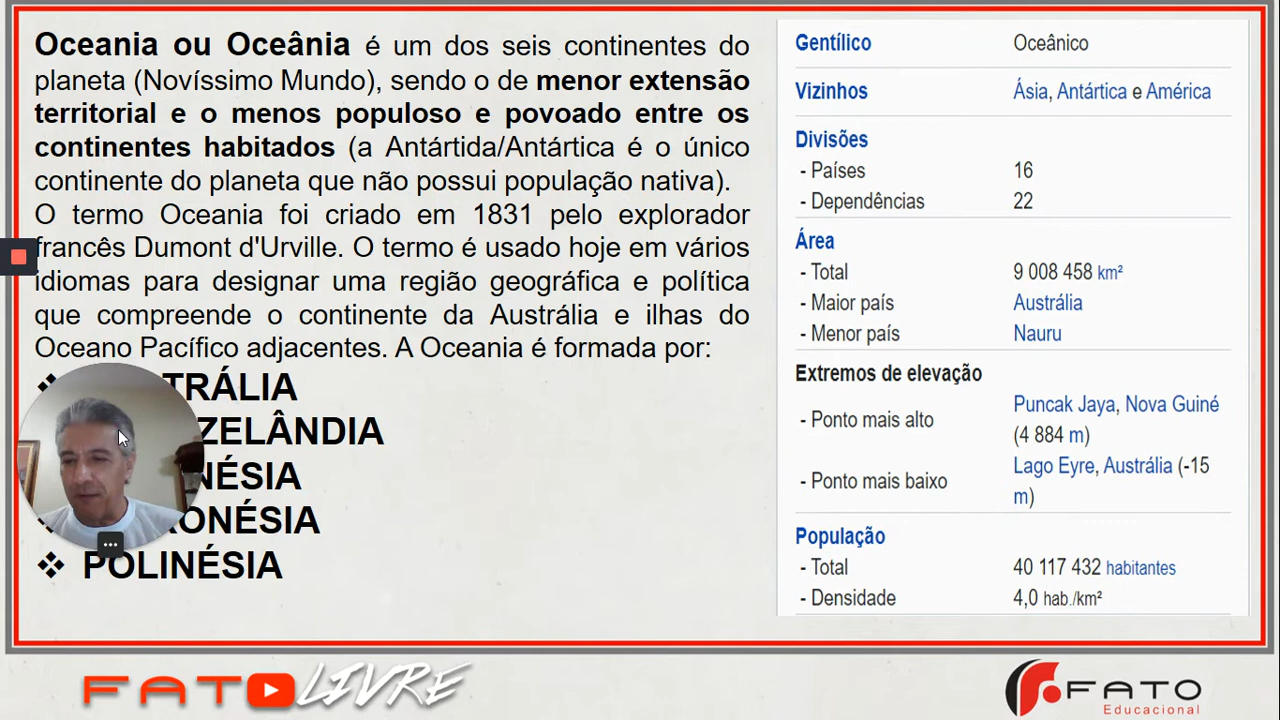 Oceania ou Oceânia é um dos seis continentes do
planeta (Novíssimo Mundo), sendo o de menor extensão
territorial e o menos populoso e povoado entre os
continentes habitados (a Antártida/Antártica é o único
continente do planeta que não possui população nativa).
O termo Oceania foi criado em 1831 pelo explorador
francês Dumont d'Urville. O termo é usado hoje em vários
idiomas para designar uma região geográfica e política
que compreende o continente da Austrália e ilhas do
Oceano Pacífico adjacentes. A Oceania é formada por:
TRÁLIA
ZELÂNDIA
NÉSIA
ONÉSIA
POLINÉSIA
Gentílico Oceânico
Vizinhos Ásia, Antártica e América
Divisões
- Países 16
- Dependências 22
Área
- Total 9 008 458 km²
- Maior país Austrália
- Menor país Nauru
Extremos de elevação
- Ponto mais alto Puncak Jaya, Nova Guiné
(4 884 m)
- Ponto mais baixo Lago Eyre, Austrália (-15
m)
População
- Total 40 117 432 habitantes
- Densidade 4,0 hab./km²
FATO LIVRE
FATO
Educacional